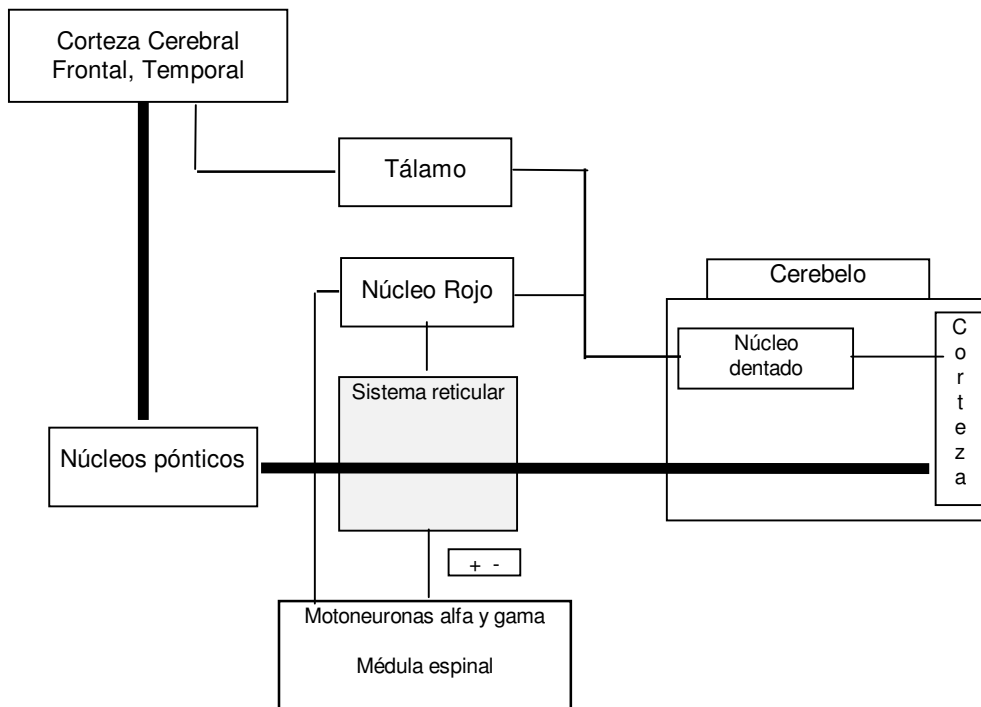 Corteza Cerebral
Frontal, Temporal
Tálamo
Núcleo Rojo
Cerebelo
Núcleo
dentado
C
o
r
t
e
z
a
Sistema reticular
Núcleos pónticos
+ -
Motoneuronas alfa y gama
Médula espinal